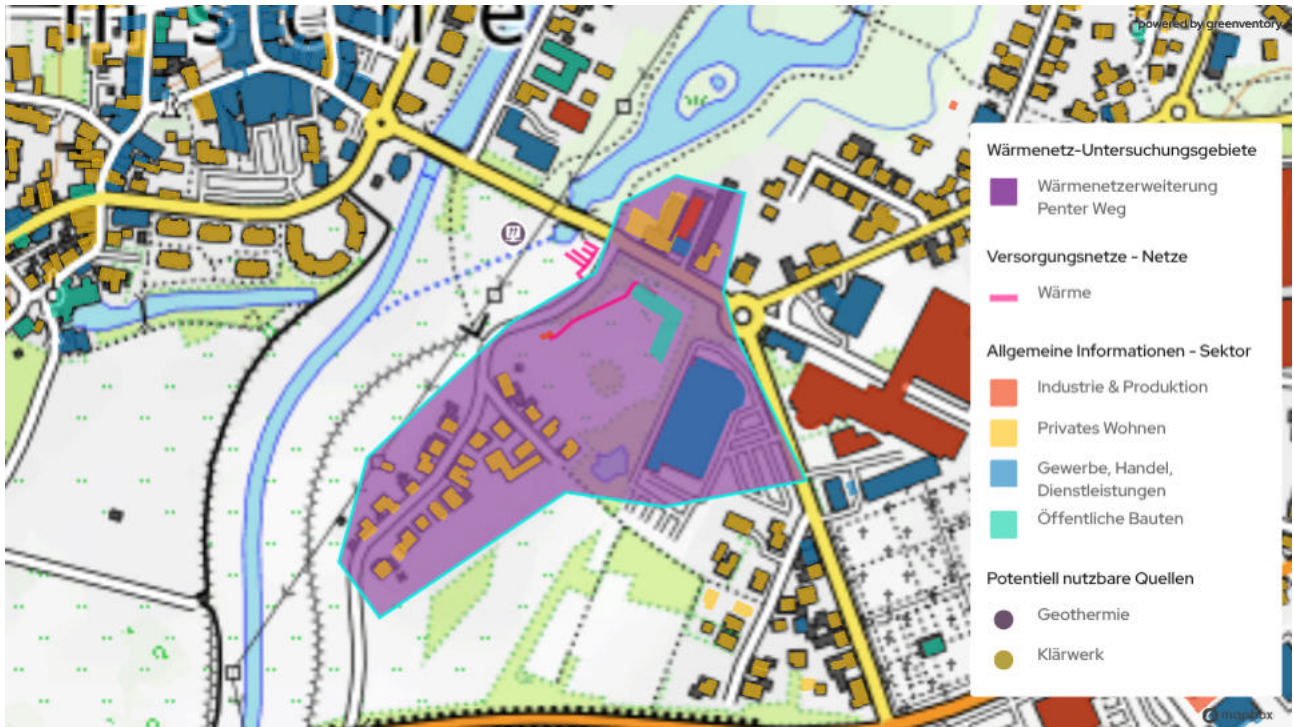 msche
powered by greenventory
Wärmenetz-Untersuchungsgebiete
Wärmenetzerweiterung
Penter Weg
Versorgungsnetze - Netze
Wärme
Allgemeine Informationen - Sektor
Industrie & Produktion
Privates Wohnen
Gewerbe, Handel,
Dienstleistungen
Öffentliche Bauten
Potentiell nutzbare Quellen
Geothermie
Klärwerk
mapbox